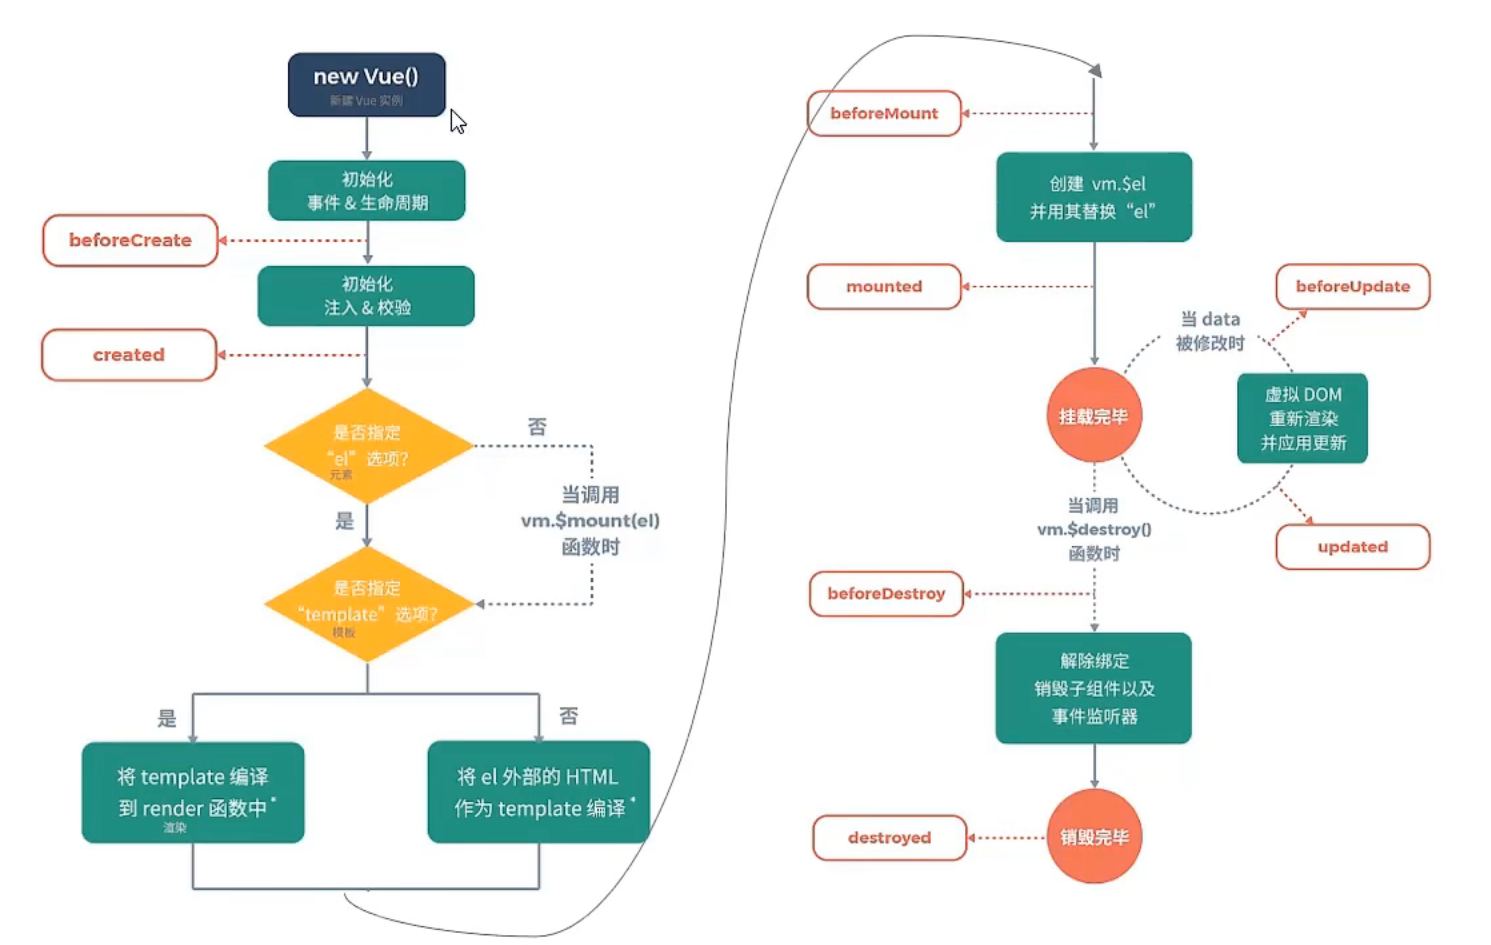 new Vue()
新建 Vue 实例
初始化
事件 & 生命周期
beforeCreate
初始化
注入 & 校验
created
是否指定
“el” 选项?
元素
否
是
当调用
vm.$mount(el)
函数时
是否指定
“template” 选项?
模板
是
否
将 template 编译
到 render 函数中*
渲染
将 el 外部的 HTML
作为 template 编译*
beforeMount
创建 vm.$el
并用其替换 “el”
mounted
beforeUpdate
当 data
被修改时
虚拟 DOM
重新渲染
并应用更新
挂载完毕
updated
当调用
vm.$destroy()
函数时
beforeDestroy
解除绑定
销毁子组件以及
事件监听器
destroyed
销毁完毕